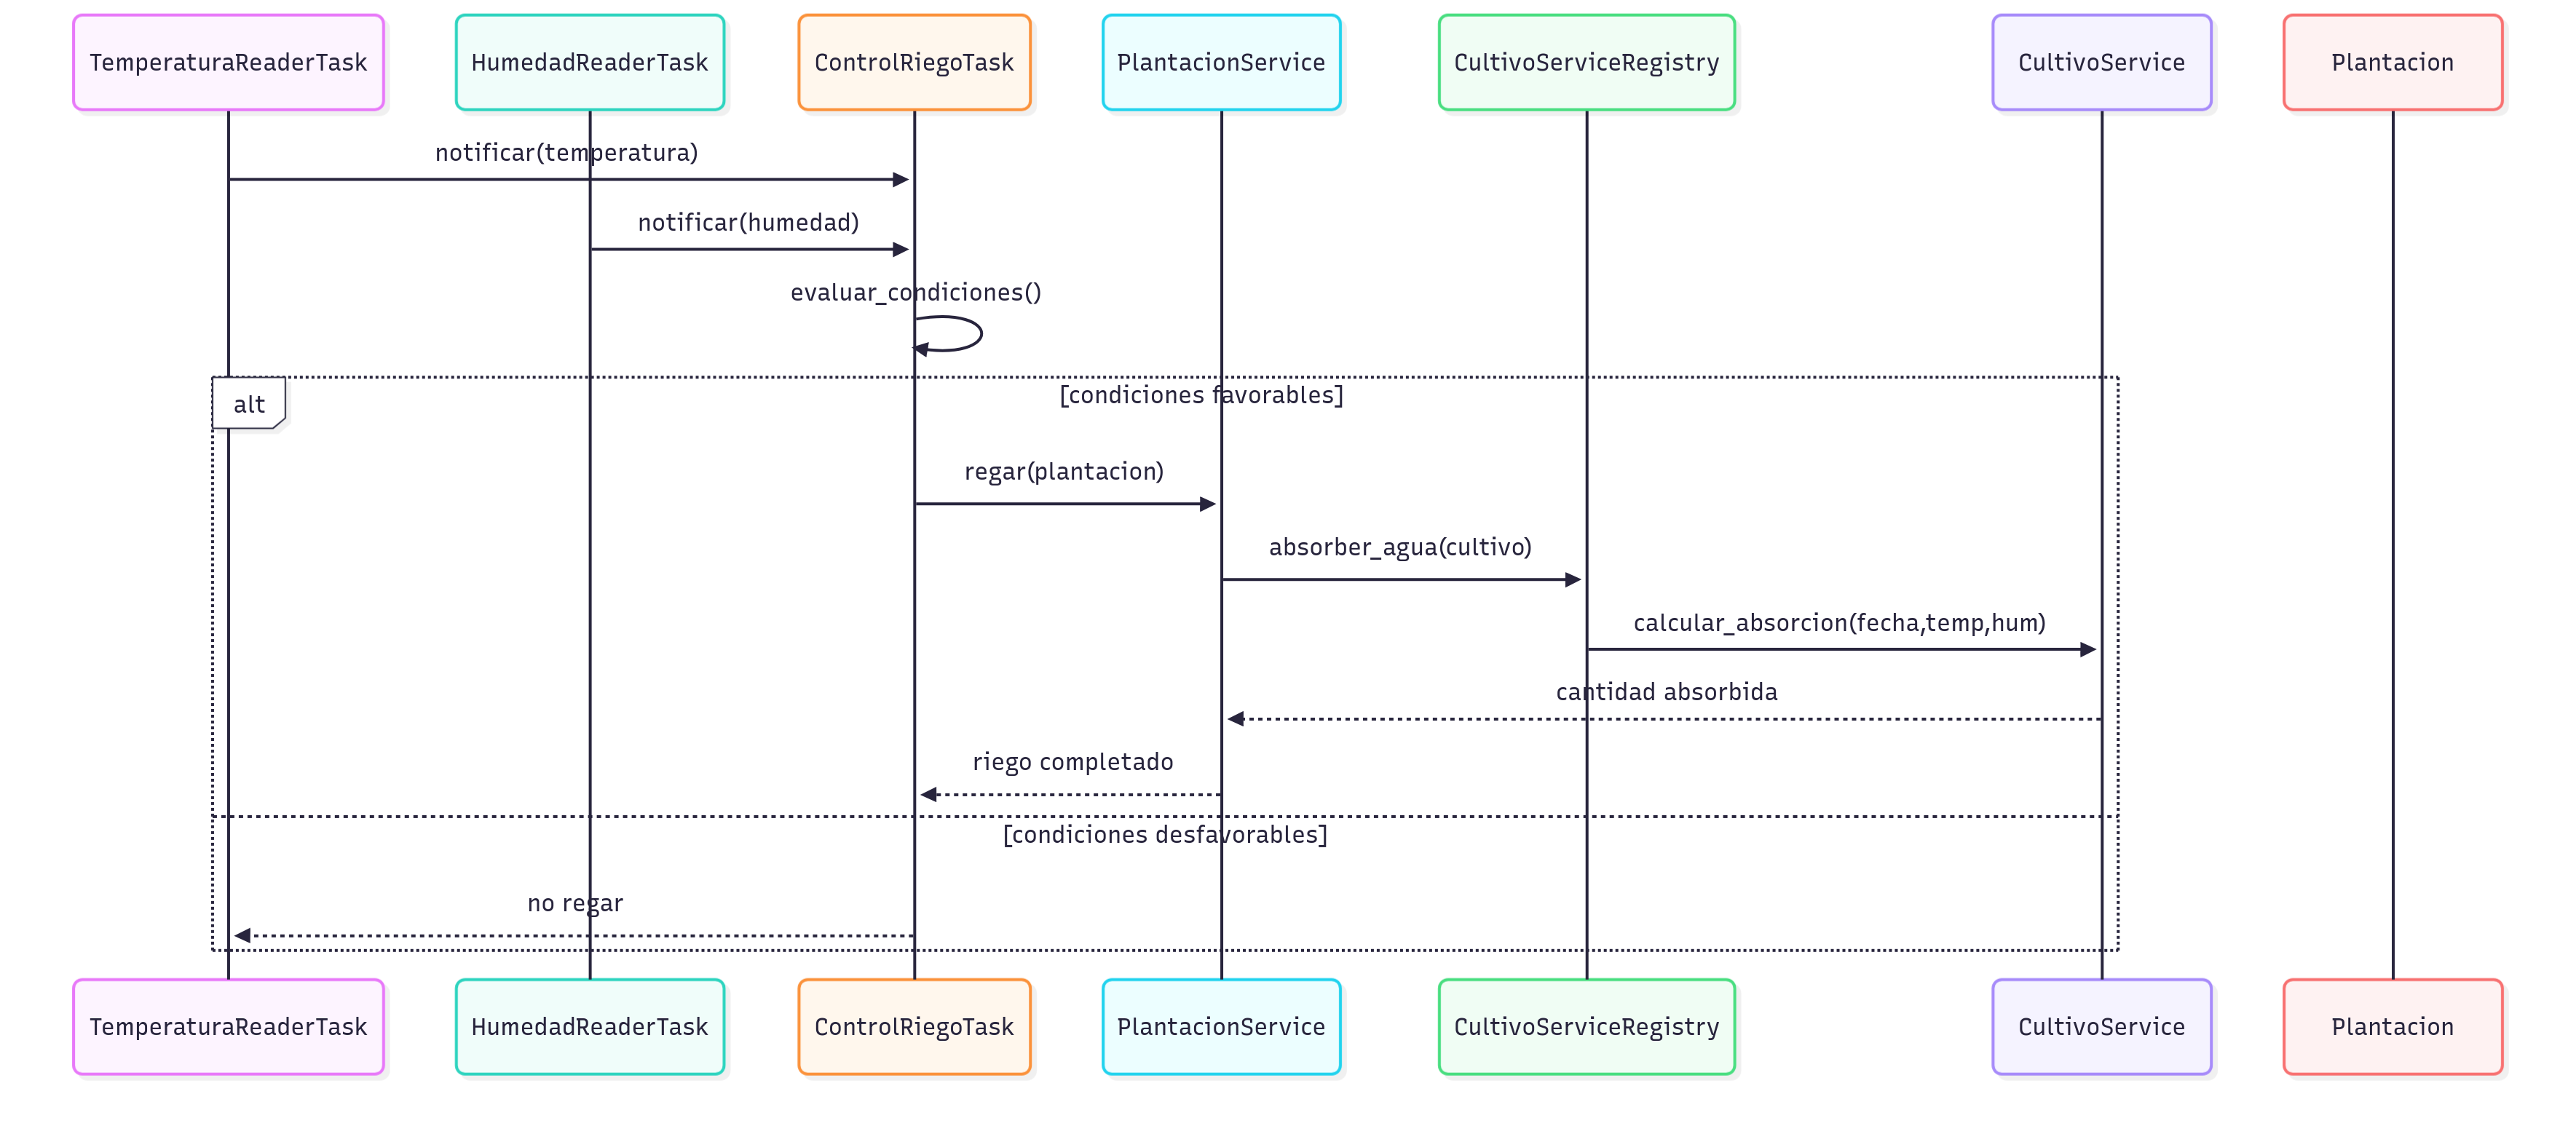 TemperaturaReaderTask
HumedadReaderTask
ControlRiegoTask
PlantacionService
CultivoServiceRegistry
CultivoService
Plantacion
notificar(temperatura)
notificar(humedad)
evaluar_condiciones()
alt
[condiciones favorables]
regar(plantacion)
absorber_agua(cultivo)
calcular_absorcion(fecha,temp,hum)
cantidad absorbida
riego completado
[condiciones desfavorables]
no regar
TemperaturaReaderTask
HumedadReaderTask
ControlRiegoTask
PlantacionService
CultivoServiceRegistry
CultivoService
Plantacion